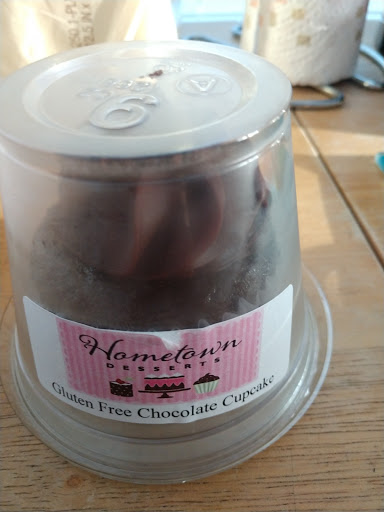 Hometown
DESSERTS
Gluten Free Chocolate Cupcake